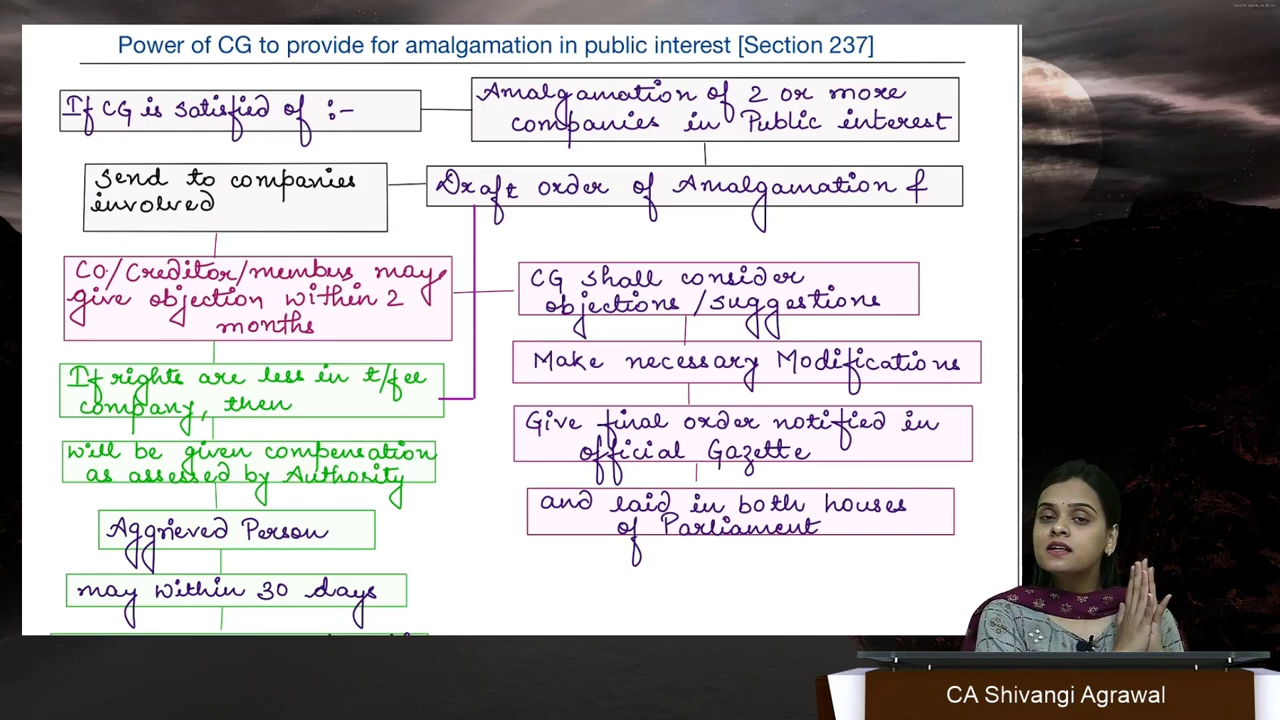 Power of CG to provide for amalgamation in public interest [Section 237]
If CG is satisfied of :-
Amalgamation of 2 or more
companies in Public interest
Send to companies
involved
Draft order of Amalgamation &
Co/Creditor/members may
give objection within 2
months
CG shall consider
objections/suggestions
If rights are less in t/fee
company, then
Make necessary Modifications
will be given compensation
as assessed by Authority
Give final order notified in
official Gazette
Aggrieved Person
and laid in both houses
of Parliament
may within 30 days
CA Shivangi Agrawal